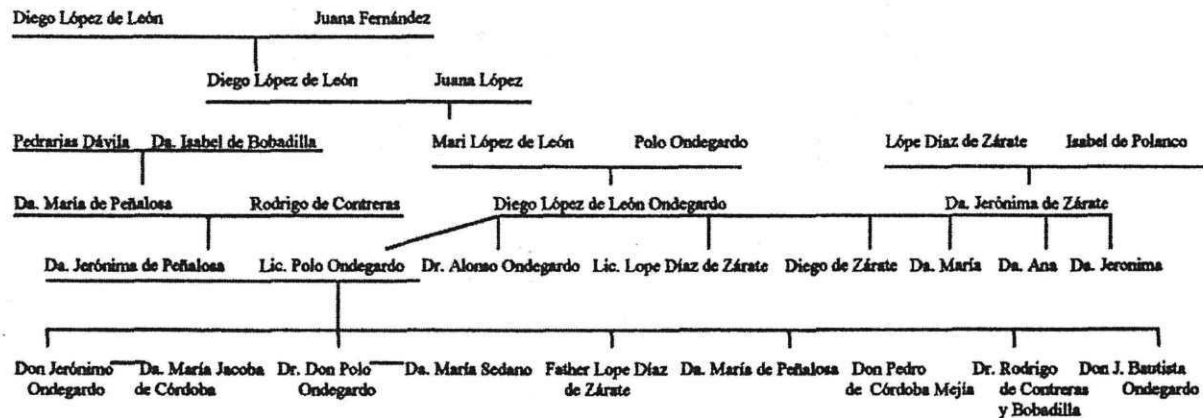 Diego López de León Juana Fernández
Diego López de León Juana López
Pedrarias Dávila Da. Isabel de Bobadilla Mari López de León Polo Ondegardo Lópe Díaz de Zárate Isabel de Polanco
Da. María de Peñalosa Rodrigo de Contreras Diego López de León Ondegardo Da. Jerónima de Zárate
Da. Jerónima de Peñalosa Lic. Polo Ondegardo Dr. Alonso Ondegardo Lic. Lope Díaz de Zárate Diego de Zárate Da. María Da. Ana Da. Jeronima
Don Jerónimo Da. María Jacoba Dr. Don Polo Da. María Sedano Father Lope Díaz Da. María de Peñalosa Don Pedro Dr. Rodrigo Don J. Bautista
Ondegardo de Córdoba Ondegardo de Zárate de Córdoba Mejía de Contreras Ondegardo
y Bobadilla